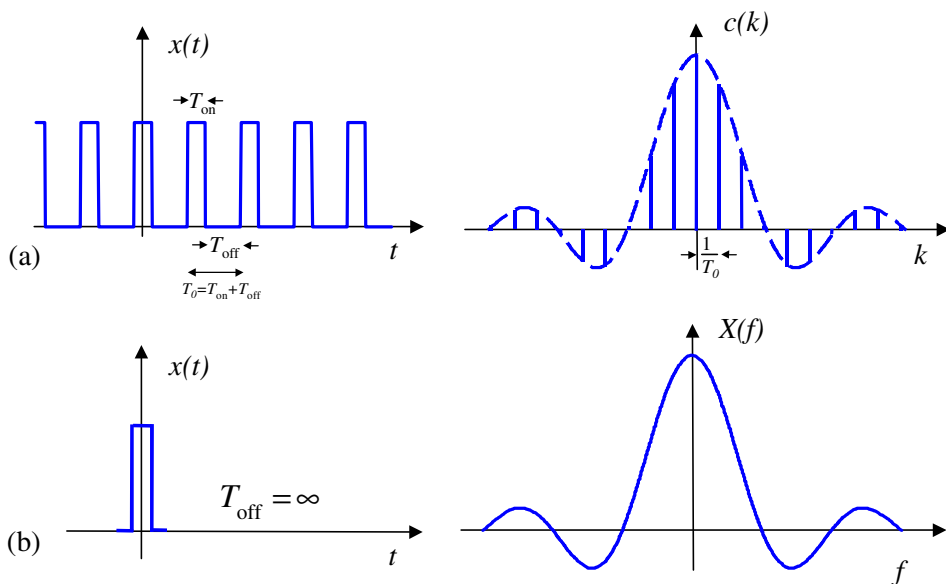 x(t)
c(k)
T_on
(a)
T_off
t
1/T_0
k
T_0=T_on+T_off
X(f)
x(t)
T_off = ∞
(b)
t
f